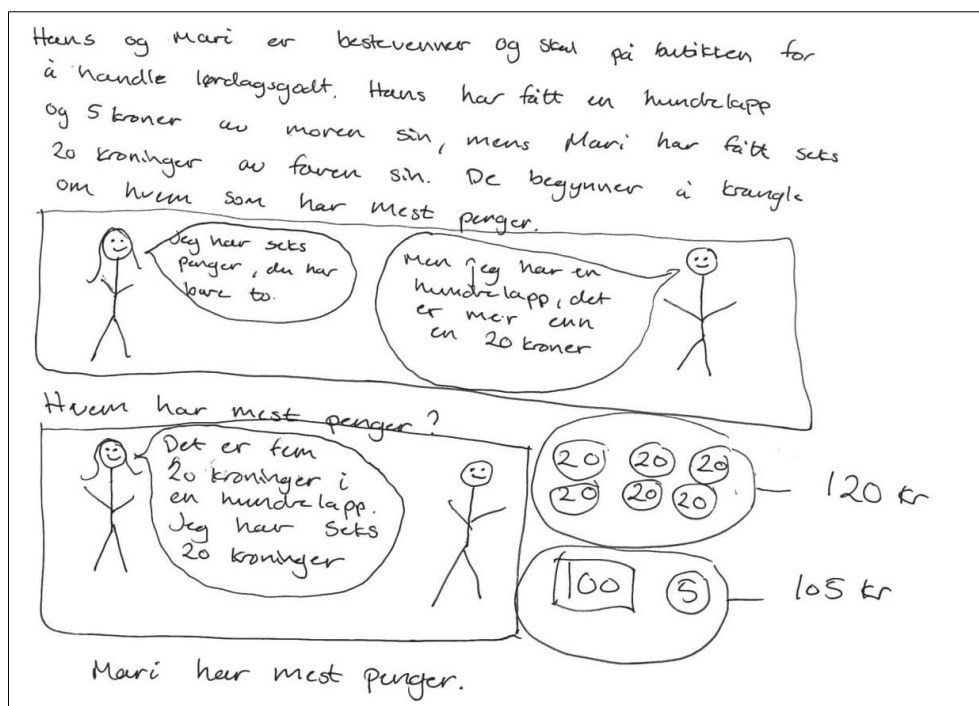 Hans og Mari er bestevenner og skal på butikken for
å handle lørdagsgodt. Hans har fått en hundrelapp
og 5 kroner av moren sin, mens Mari har fått seks
20 kroninger av faren sin. De begynner å krangle
om hvem som har mest penger.
Jeg har seks
penger, du har
bare to.
Men jeg har en
hundrelapp, det
er mer enn
en 20 kroner
Hvem har mest penger?
Det er fem
20 kroninger i
en hundrelapp.
Jeg har seks
20 kroninger
20 20 20
20 20 20
120 kr
100 5
105 kr
Mari har mest penger.